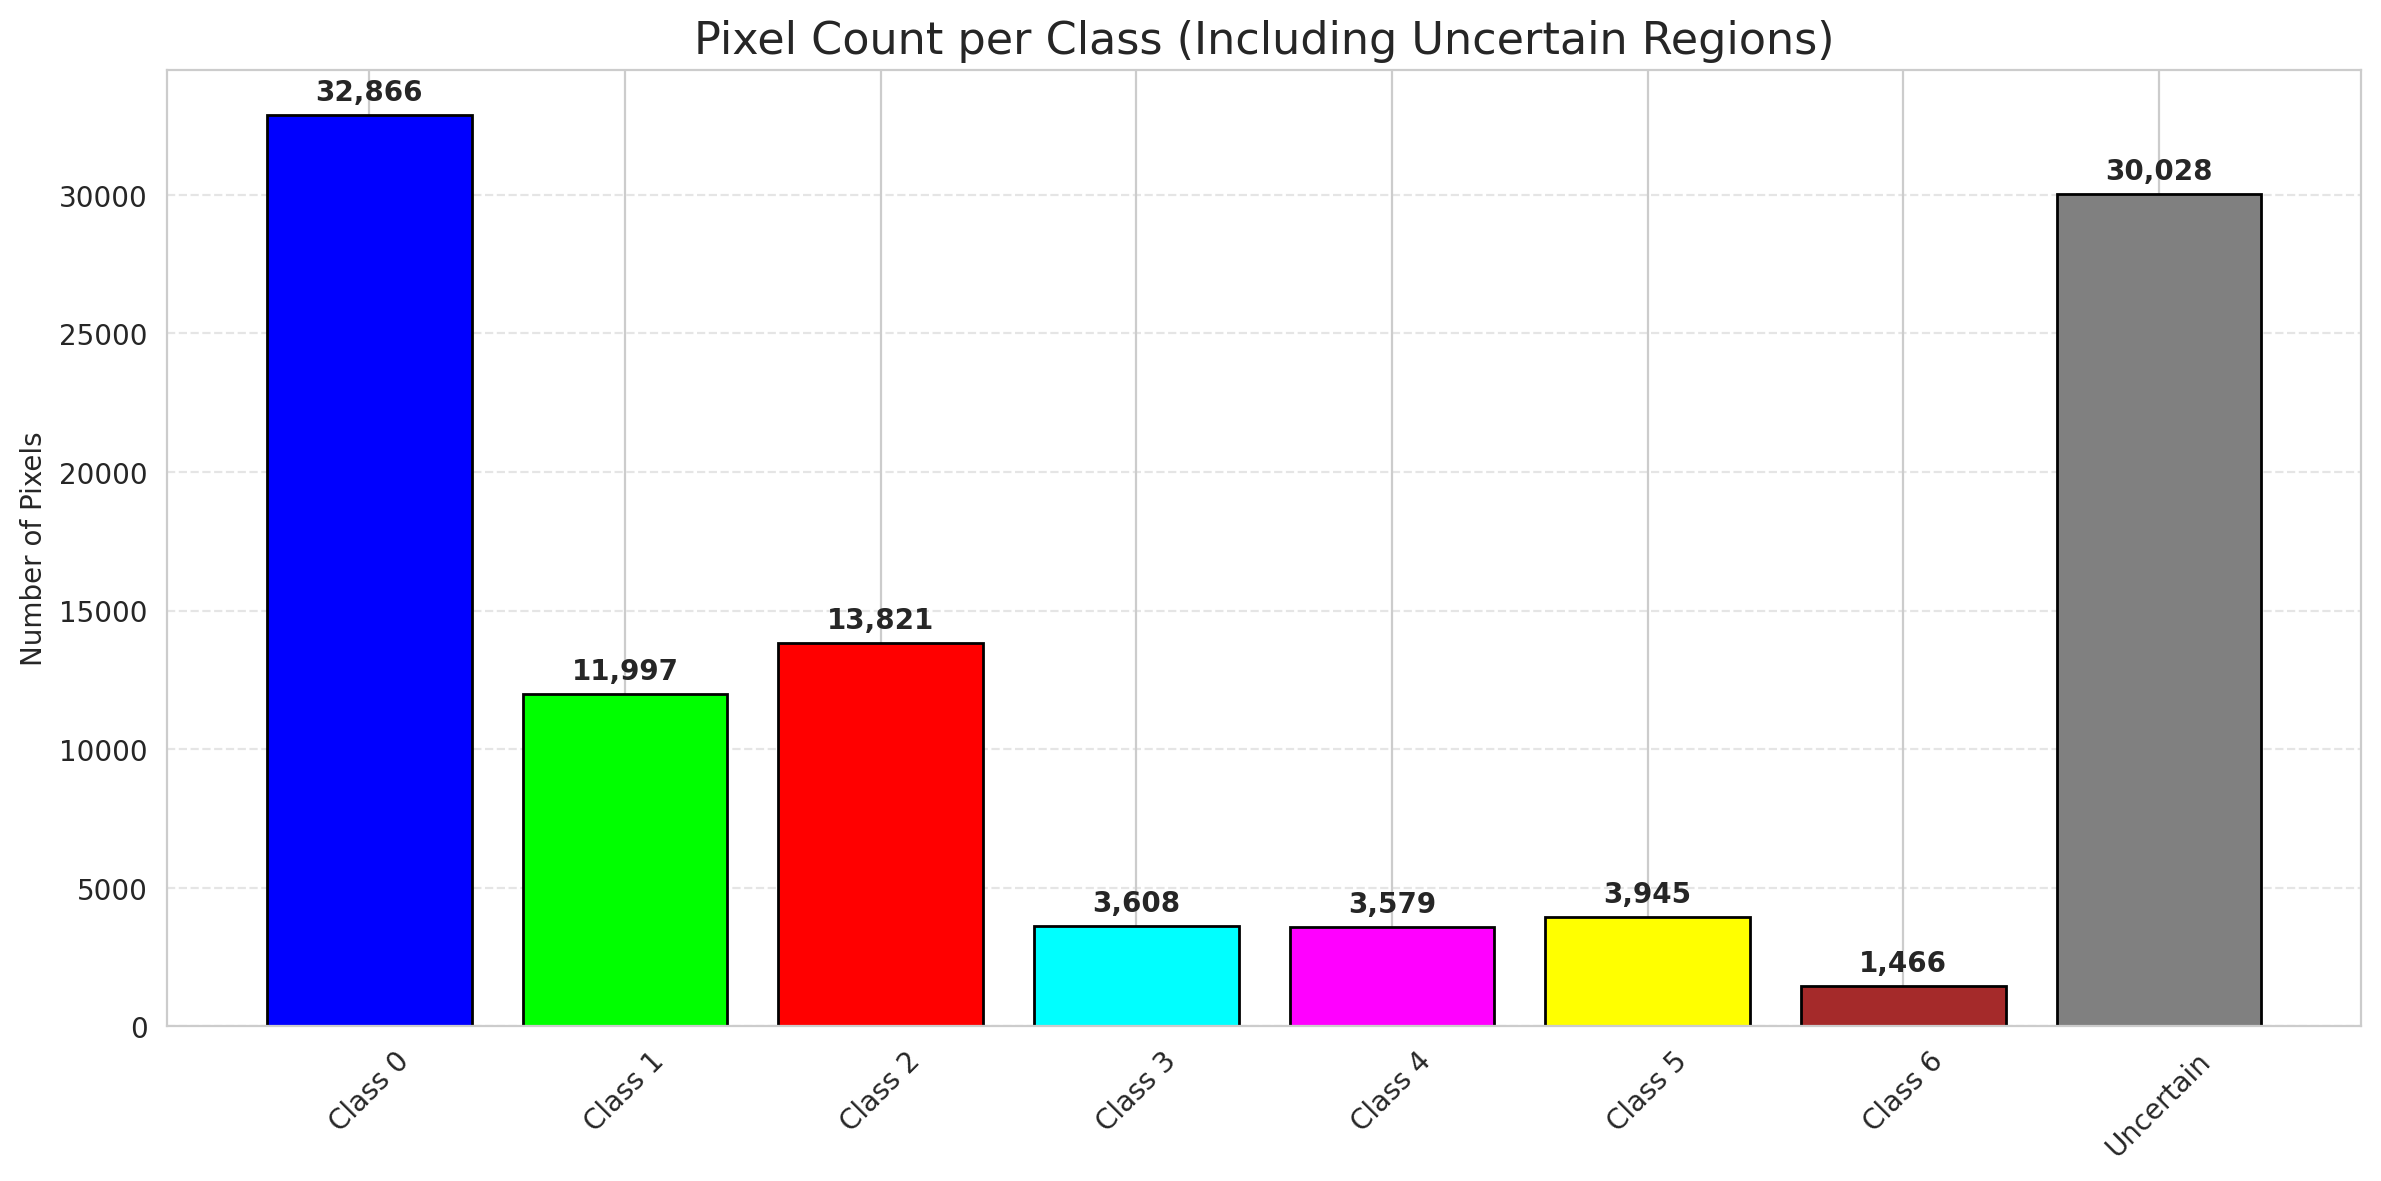 Pixel Count per Class (Including Uncertain Regions)
Number of Pixels
30000
25000
20000
15000
10000
5000
0
32,866
11,997
13,821
3,608
3,579
3,945
1,466
30,028
Class 0
Class 1
Class 2
Class 3
Class 4
Class 5
Class 6
Uncertain